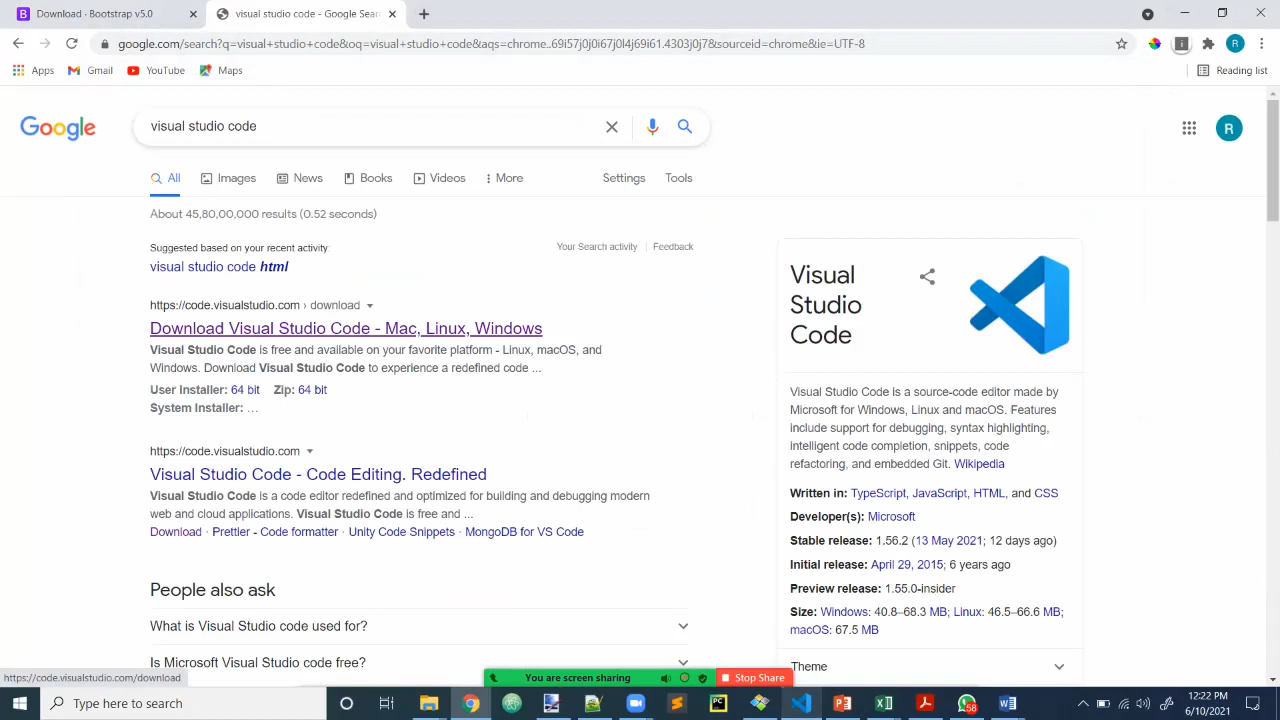 Download · Bootstrap v5.0
visual studio code - Google Sear
google.com/search?q=visual+studio+code&oq=visual+studio+code&aqs=chrome..69i57j0j0i67j0l4j69i61.4303j0j7&sourceid=chrome&ie=UTF-8
R
Apps Gmail YouTube Maps
Reading list
Google
visual studio code
R
All Images News Books Videos More Settings Tools
About 45,80,00,000 results (0.52 seconds)
Suggested based on your recent activity:
Your Search activity Feedback
visual studio code html
https://code.visualstudio.com › download
Download Visual Studio Code - Mac, Linux, Windows
Visual Studio Code is free and available on your favorite platform - Linux, macOS, and
Windows. Download Visual Studio Code to experience a redefined code ...
User Installer: 64 bit Zip: 64 bit
System Installer: ...
https://code.visualstudio.com
Visual Studio Code - Code Editing. Redefined
Visual Studio Code is a code editor redefined and optimized for building and debugging modern
web and cloud applications. Visual Studio Code is free and ...
Download · Prettier - Code formatter · Unity Code Snippets · MongoDB for VS Code
People also ask
What is Visual Studio code used for?
Is Microsoft Visual Studio code free?
Visual
Studio
Code
Visual Studio Code is a source-code editor made by
Microsoft for Windows, Linux and macOS. Features
include support for debugging, syntax highlighting,
intelligent code completion, snippets, code
refactoring, and embedded Git. Wikipedia
Written in: TypeScript, JavaScript, HTML, and CSS
Developer(s): Microsoft
Stable release: 1.56.2 (13 May 2021; 12 days ago)
Initial release: April 29, 2015; 6 years ago
Preview release: 1.55.0-insider
Size: Windows: 40.8–68.3 MB; Linux: 46.5–66.6 MB;
macOS: 67.5 MB
Theme
https://code.visualstudio.com/download
You are screen sharing
Stop Share
Type here to search
PC
58
12:22 PM
6/10/2021